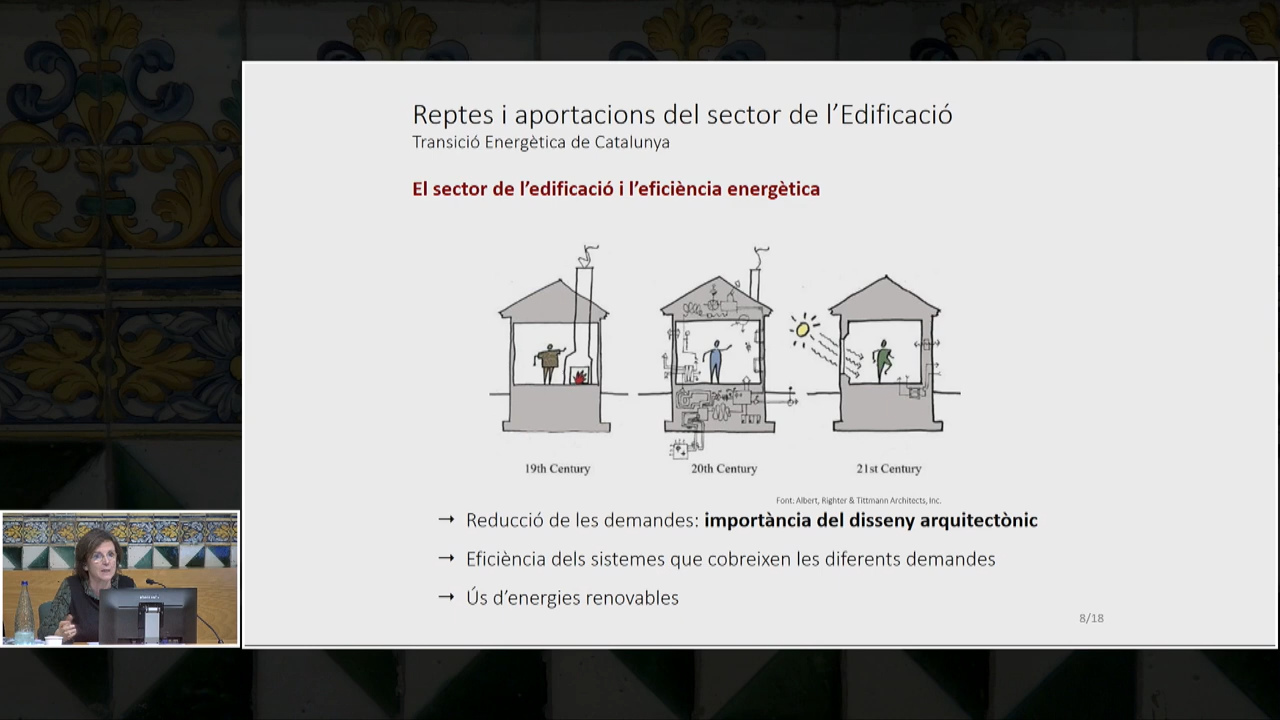 Reptes i aportacions del sector de l'Edificació
Transició Energètica de Catalunya
El sector de l'edificació i l'eficiència energètica
19th Century
20th Century
21st Century
Font: Albert, Righter & Tittmann Architects, Inc.
→ Reducció de les demandes: importància del disseny arquitectònic
→ Eficiència dels sistemes que cobreixen les diferents demandes
→ Ús d'energies renovables
8/18